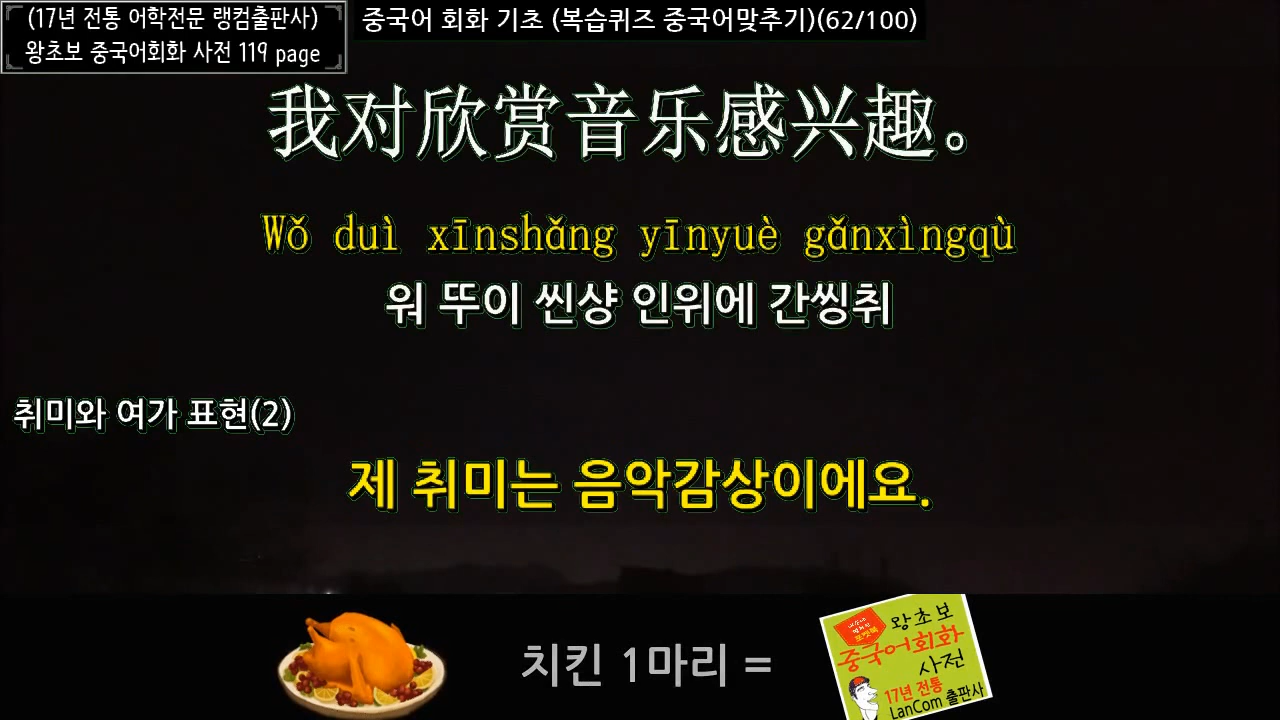 (17년 전통 어학전문 랭컴출판사)
왕초보 중국어회화 사전 119 page
중국어 회화 기초 (복습퀴즈 중국어맞추기)(62/100)
我对欣赏音乐感兴趣。
Wǒ duì xīnshǎng yīnyuè gǎnxìngqù
워 뚜이 씬샹 인위에 간씽취
취미와 여가 표현(2)
제 취미는 음악감상이에요.
치킨 1마리 =
왕초보
중국어회화
사전
17년 전통
LanCom 출판사